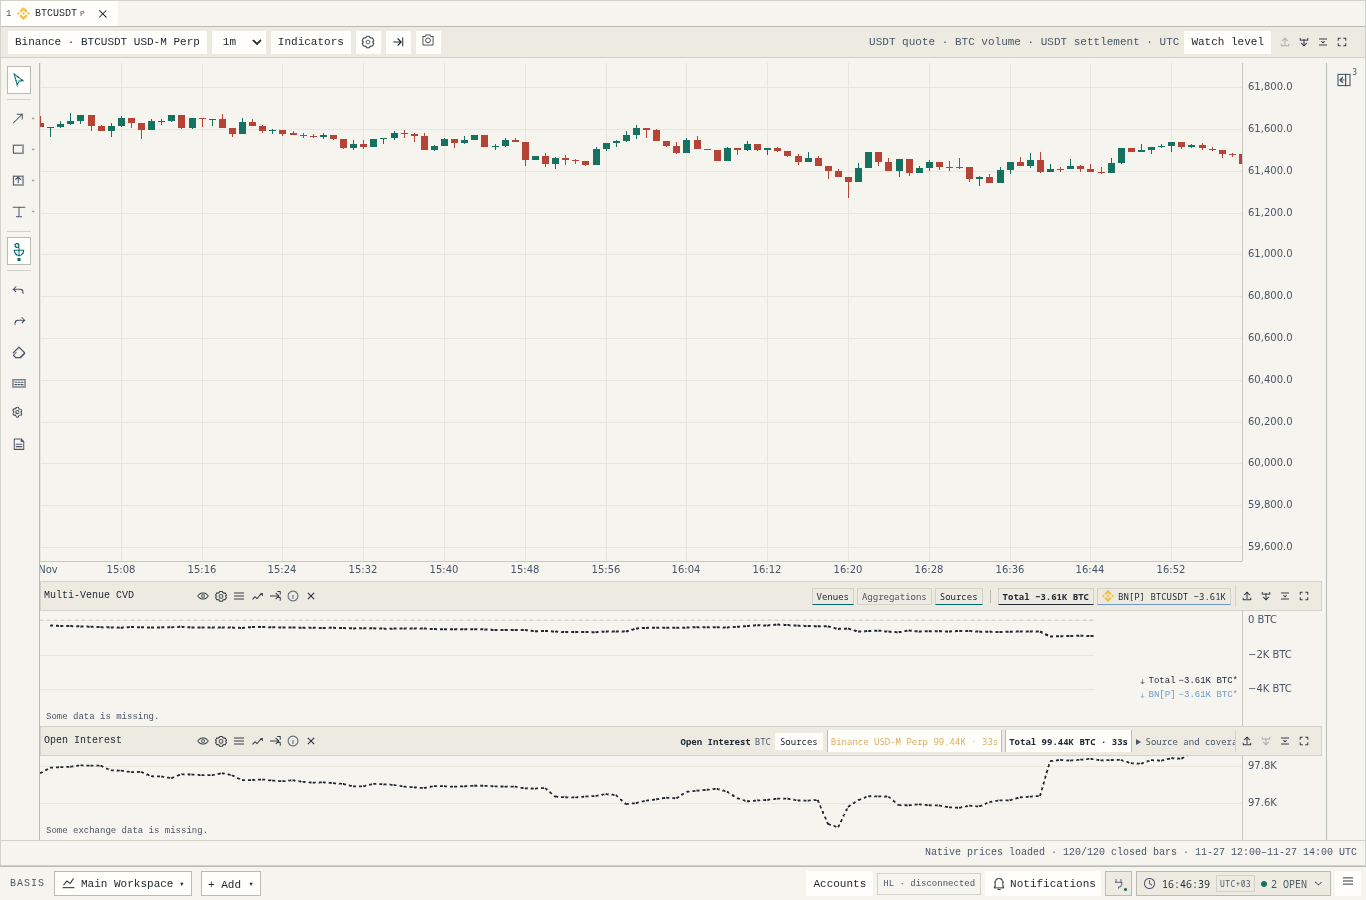 1 BTCUSDT P
Binance · BTCUSDT USD-M Perp 1m Indicators USDT quote · BTC volume · USDT settlement · UTC Watch level
3
61,800.0
61,600.0
61,400.0
61,200.0
61,000.0
60,800.0
60,600.0
60,400.0
60,200.0
60,000.0
59,800.0
59,600.0
Nov 15:08 15:16 15:24 15:32 15:40 15:48 15:56 16:04 16:12 16:20 16:28 16:36 16:44 16:52
Multi-Venue CVD Venues Aggregations Sources Total −3.61K BTC BN[P] BTCUSDT −3.61K
0 BTC
−2K BTC
↓ Total −3.61K BTC*
−4K BTC
↓ BN[P] −3.61K BTC*
Some data is missing.
Open Interest Open Interest BTC Sources Binance USD-M Perp 99.44K · 33s Total 99.44K BTC · 33s ▶ Source and covera
97.8K
97.6K
Some exchange data is missing.
Native prices loaded · 120/120 closed bars · 11-27 12:00–11-27 14:00 UTC
BASIS Main Workspace ▾ + Add ▾ Accounts HL · disconnected Notifications 16:46:39 UTC+03 2 OPEN